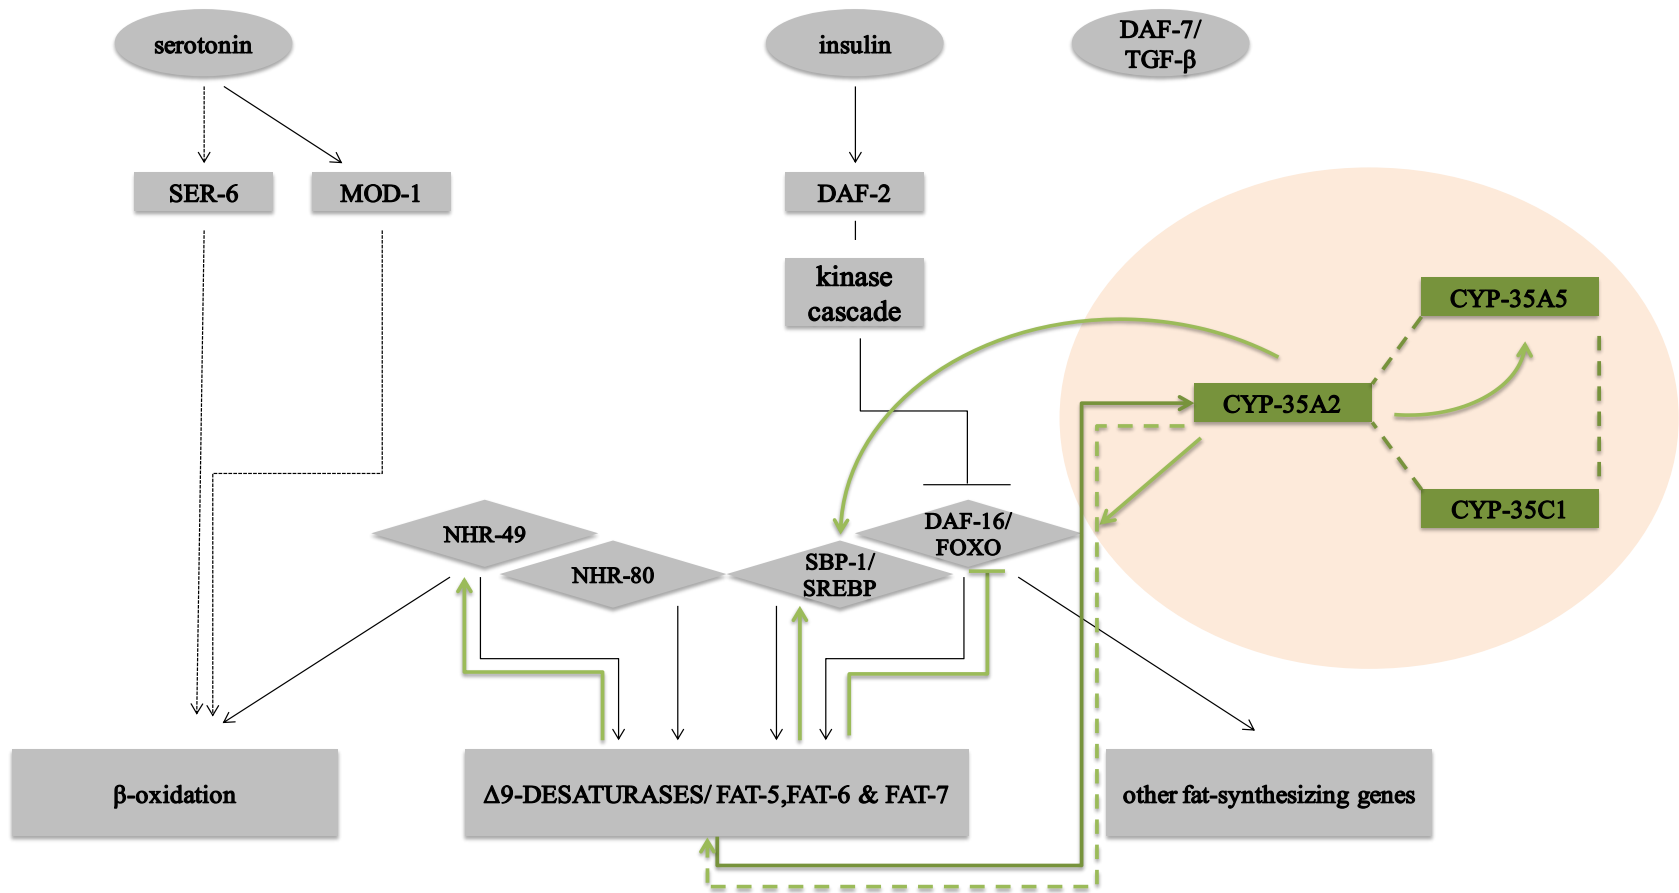 serotonin
insulin
DAF-7/
TGF-β
SER-6
MOD-1
DAF-2
kinase
cascade
CYP-35A5
CYP-35A2
CYP-35C1
NHR-49
NHR-80
SBP-1/
SREBP
DAF-16/
FOXO
β-oxidation
Δ9-DESATURASES/ FAT-5,FAT-6 & FAT-7
other fat-synthesizing genes